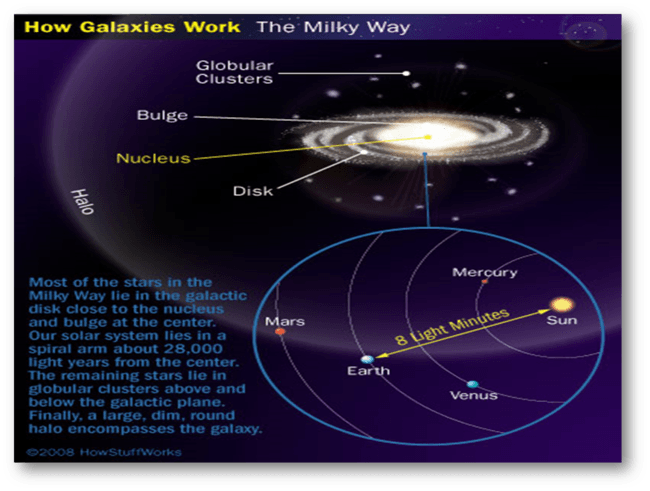 How Galaxies Work The Milky Way
Globular
Clusters
Bulge
Nucleus
Disk
Halo
Mercury
Mars
8 Light Minutes
Sun
Earth
Venus
Most of the stars in the
Milky Way lie in the galactic
disk close to the nucleus
and bulge at the center.
Our solar system lies in a
spiral arm about 28,000
light years from the center.
The remaining stars lie in
globular clusters above and
below the galactic plane.
Finally, a large, dim, round
halo encompasses the galaxy.
©2008 HowStuffWorks